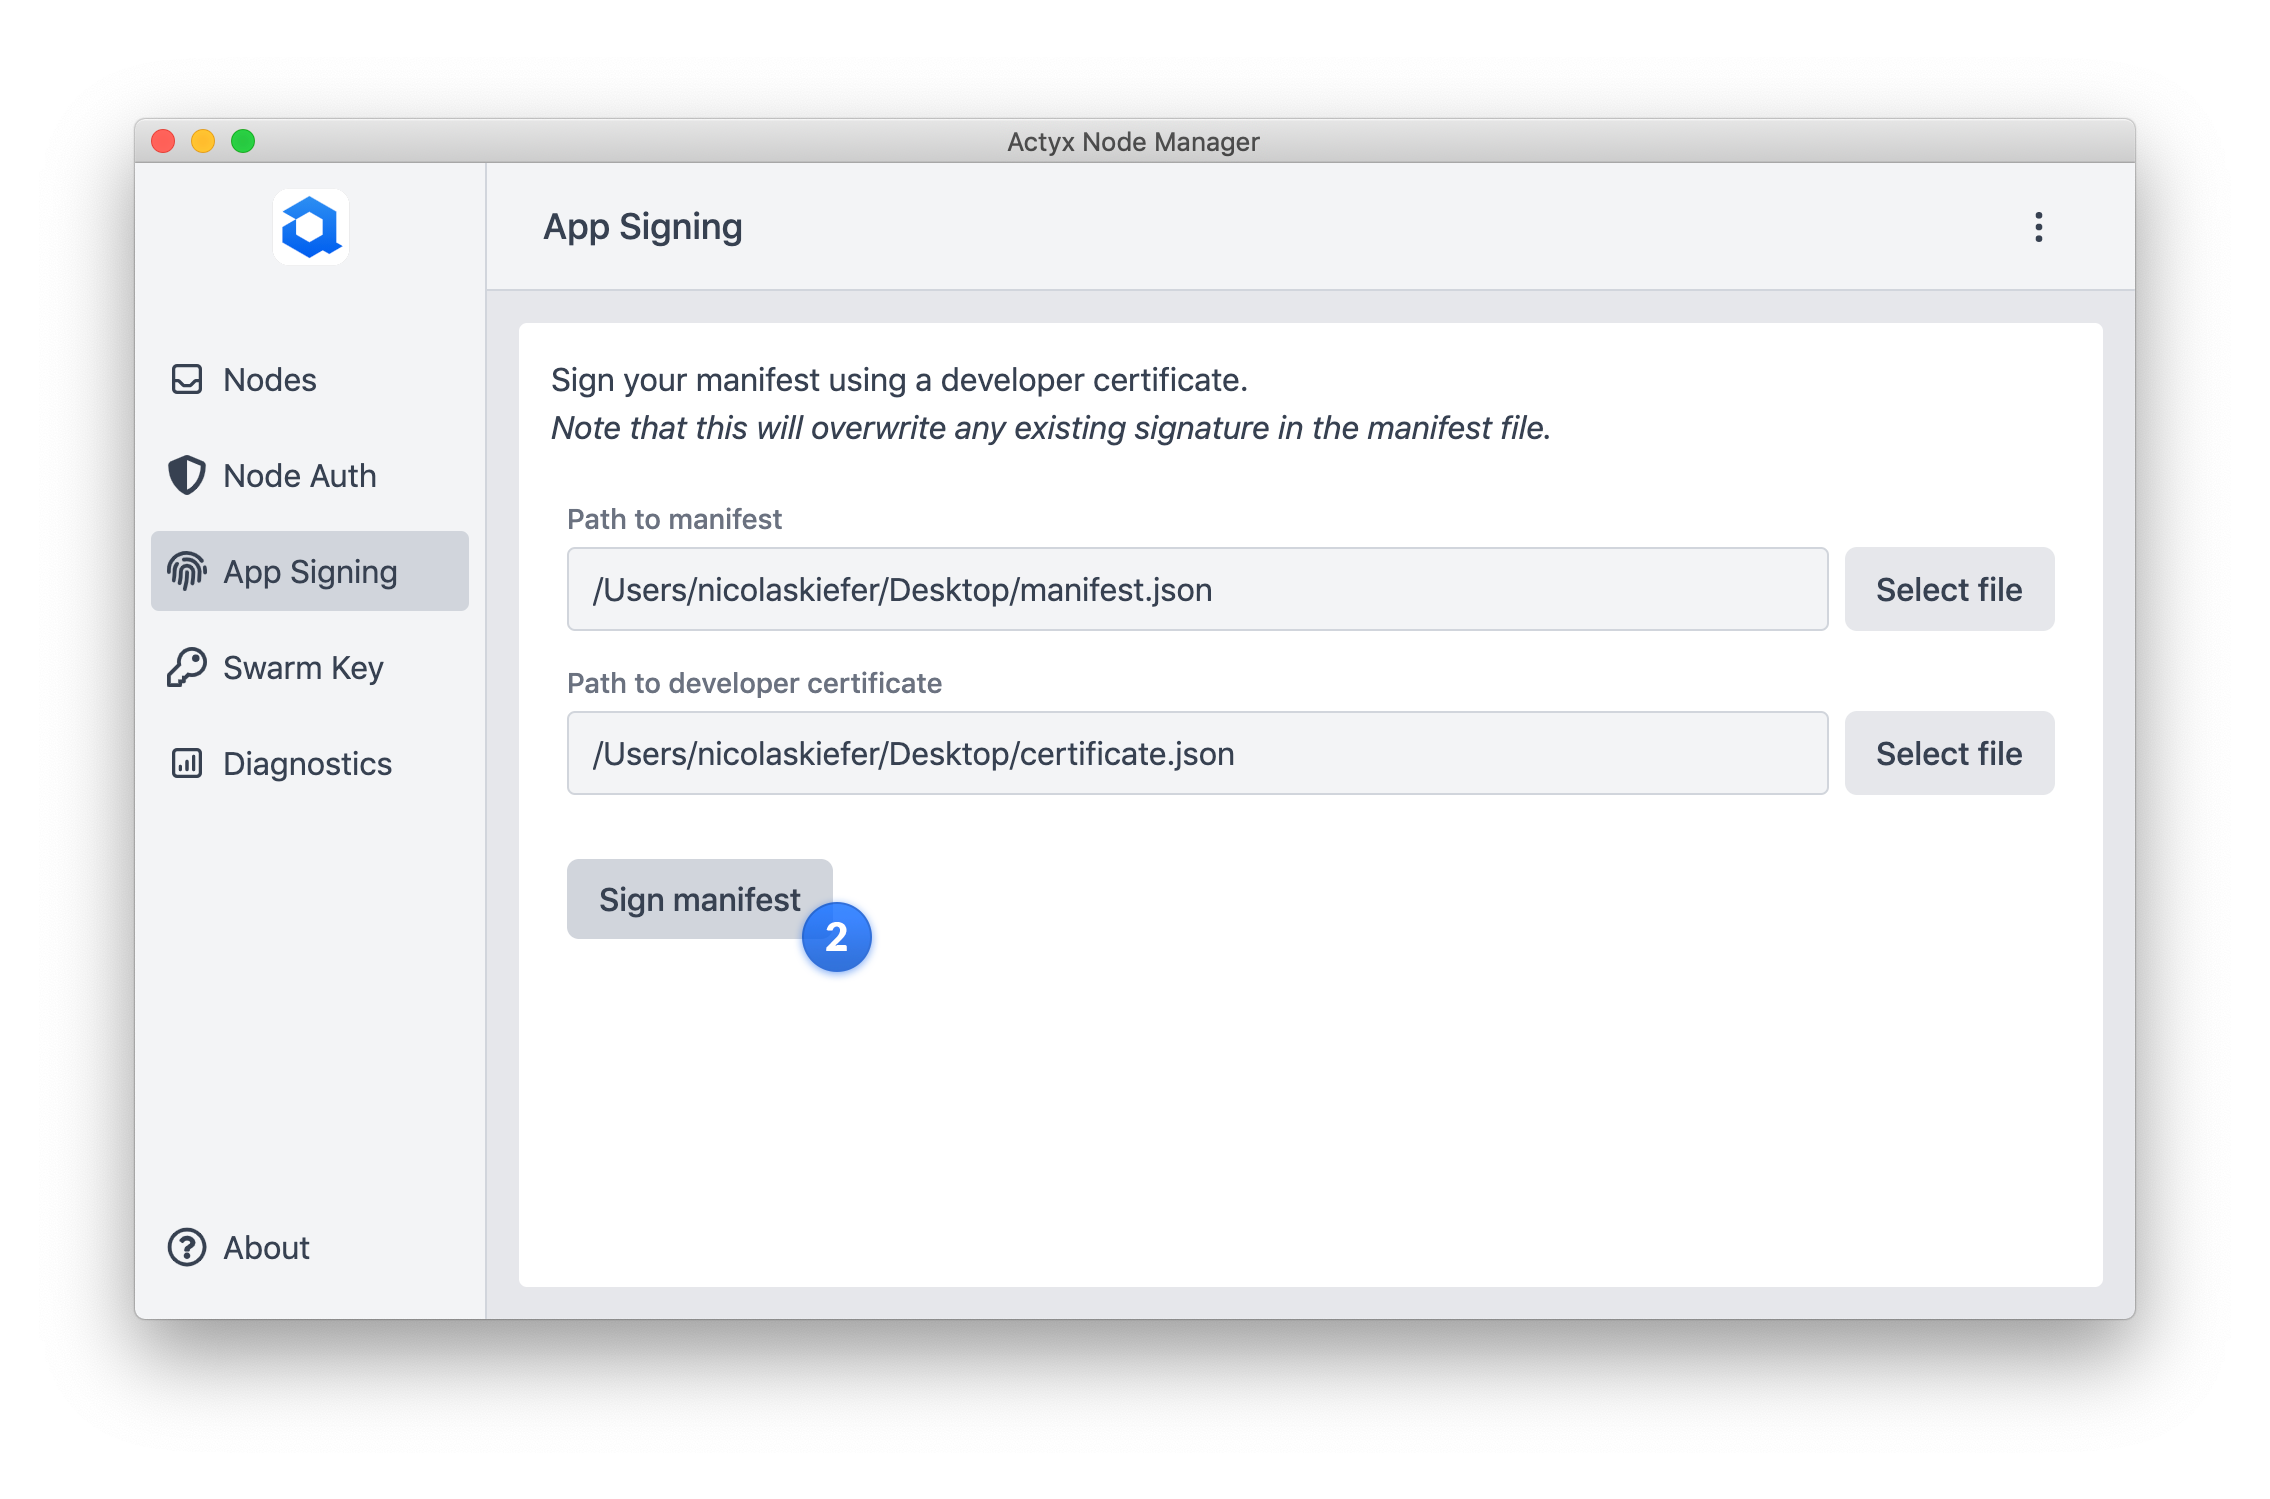 Actyx Node Manager
App Signing
Nodes
Node Auth
App Signing
Swarm Key
Diagnostics
About
Sign your manifest using a developer certificate.
Note that this will overwrite any existing signature in the manifest file.
Path to manifest
/Users/nicolaskiefer/Desktop/manifest.json
Select file
Path to developer certificate
/Users/nicolaskiefer/Desktop/certificate.json
Select file
Sign manifest
2